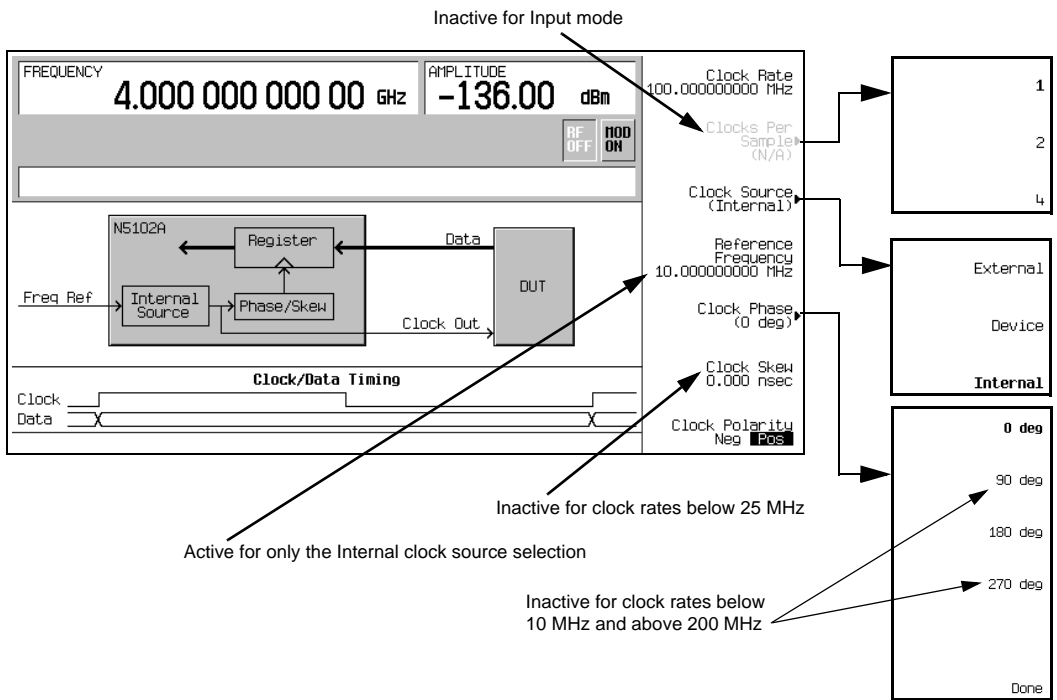 Inactive for Input mode
FREQUENCY
4.000 000 000 00 GHz
AMPLITUDE
-136.00 dBm
RF
OFF
MOD
ON
N5102A
Register
Data
DUT
Freq Ref
Internal
Source
Phase/Skew
Clock Out
Clock/Data Timing
Clock
Data
Clock Rate
100.000000000 MHz
Clocks Per
Sample
(N/A)
Clock Source
(Internal)
Reference
Frequency
10.000000000 MHz
Clock Phase
(0 deg)
Clock Skew
0.000 nsec
Clock Polarity
Neg Pos
1
2
4
External
Device
Internal
0 deg
90 deg
180 deg
270 deg
Done
Inactive for clock rates below 25 MHz
Active for only the Internal clock source selection
Inactive for clock rates below
10 MHz and above 200 MHz